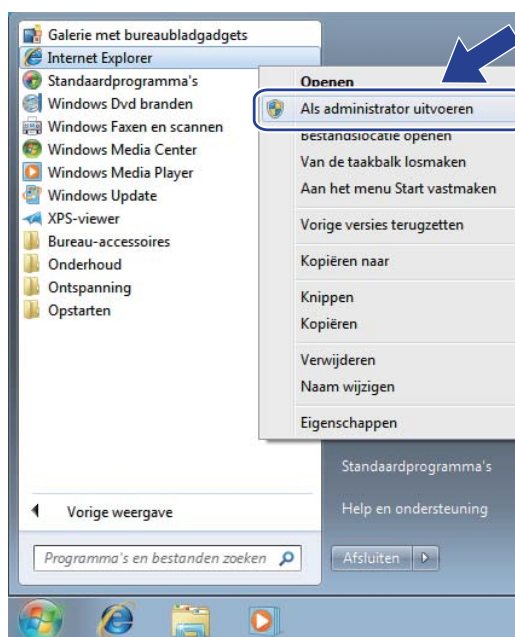 Galerie met bureaubladgadgets
Internet Explorer
Standaardprogramma's
Windows Dvd branden
Windows Faxen en scannen
Windows Media Center
Windows Media Player
Windows Update
XPS-viewer
Bureau-accessoires
Onderhoud
Ontspanning
Opstarten
Openen
Als administrator uitvoeren
Bestandslocatie openen
Van de taakbalk losmaken
Aan het menu Start vastmaken
Vorige versies terugzetten
Kopiëren naar
Knippen
Kopiëren
Verwijderen
Naam wijzigen
Eigenschappen
Standaardprogramma's
Help en ondersteuning
Vorige weergave
Programma's en bestanden zoeken
Afsluiten